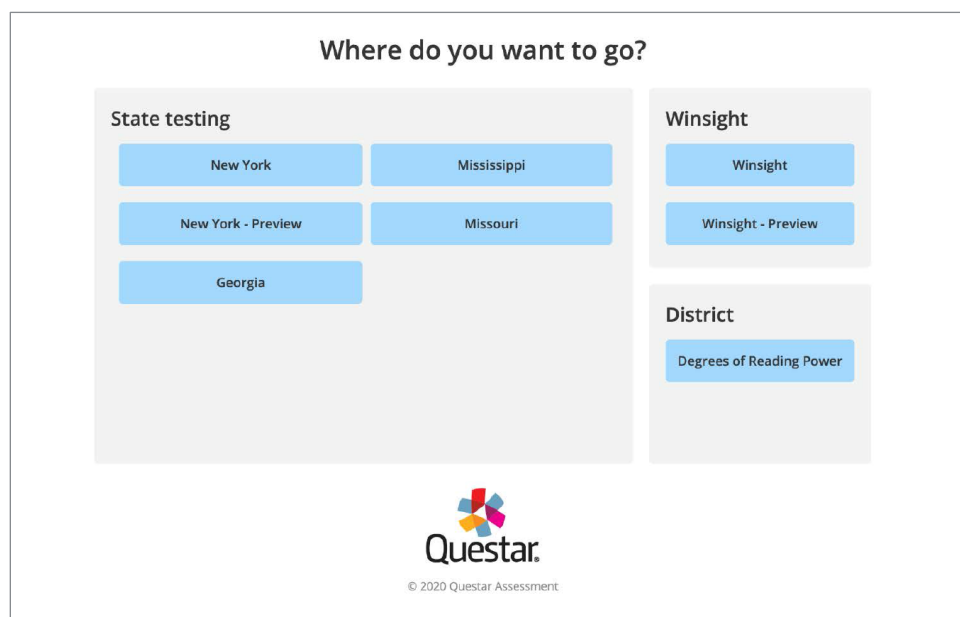 Where do you want to go?
State testing
New York
Mississippi
New York - Preview
Missouri
Georgia
Winsight
Winsight
Winsight - Preview
District
Degrees of Reading Power
Questar®
© 2020 Questar Assessment